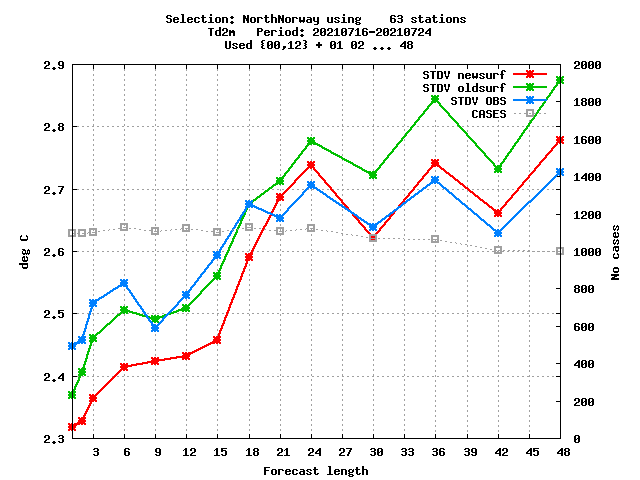 Selection: NorthNorway using    63 stations
Td2m   Period: 20210716-20210724
Used {00,12} + 01 02 ... 48
STDV newsurf
STDV oldsurf
STDV OBS
CASES
2.9
2.8
2.7
2.6
2.5
2.4
2.3
deg C
2000
1800
1600
1400
1200
1000
800
600
400
200
0
No cases
3 6 9 12 15 18 21 24 27 30 33 36 39 42 45 48
Forecast length